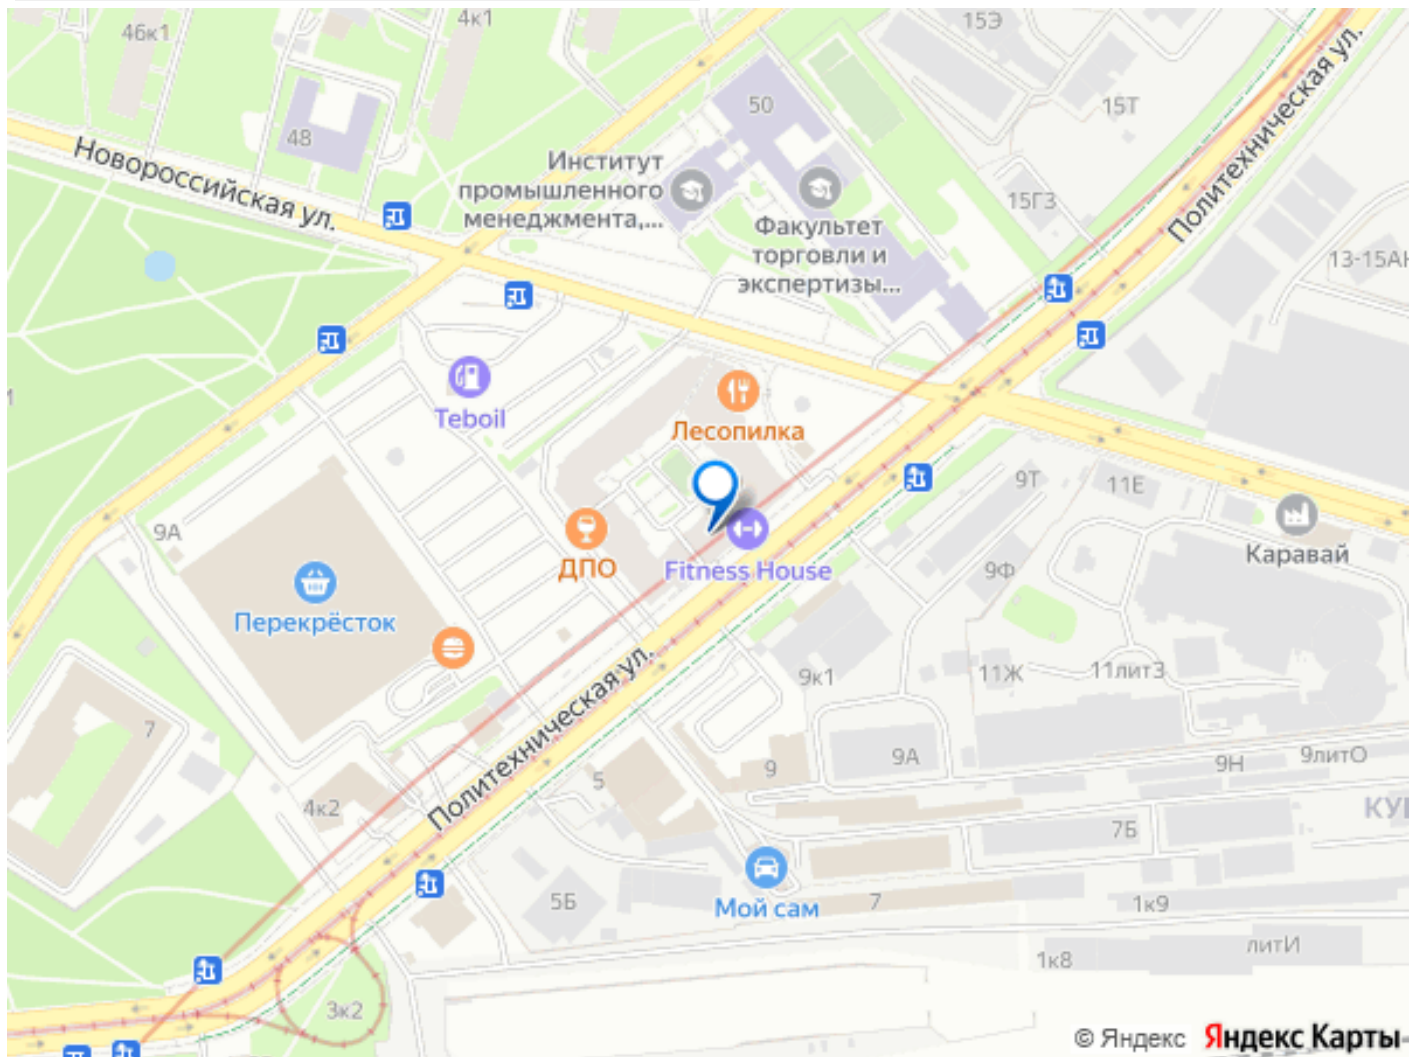 46к1
4к1
15Э
50
15Т
48
Новороссийская ул.
Институт
промышленного
менеджмента,...
15Г3
Политехническая ул.
Факультет
торговли и
экспертизы...
Teboil
Лесопилка
9А
ДПО
Fitness House
Перекрёсток
9Т
11Е
Каравай
9Ф
9к1
11Ж
11лит3
7
Политехническая ул.
4к2
5
9
9А
9Н
9литО
7Б
5Б
Мой сам
7
1к9
литИ
1к8
3к2
© Яндекс Яндекс Карты